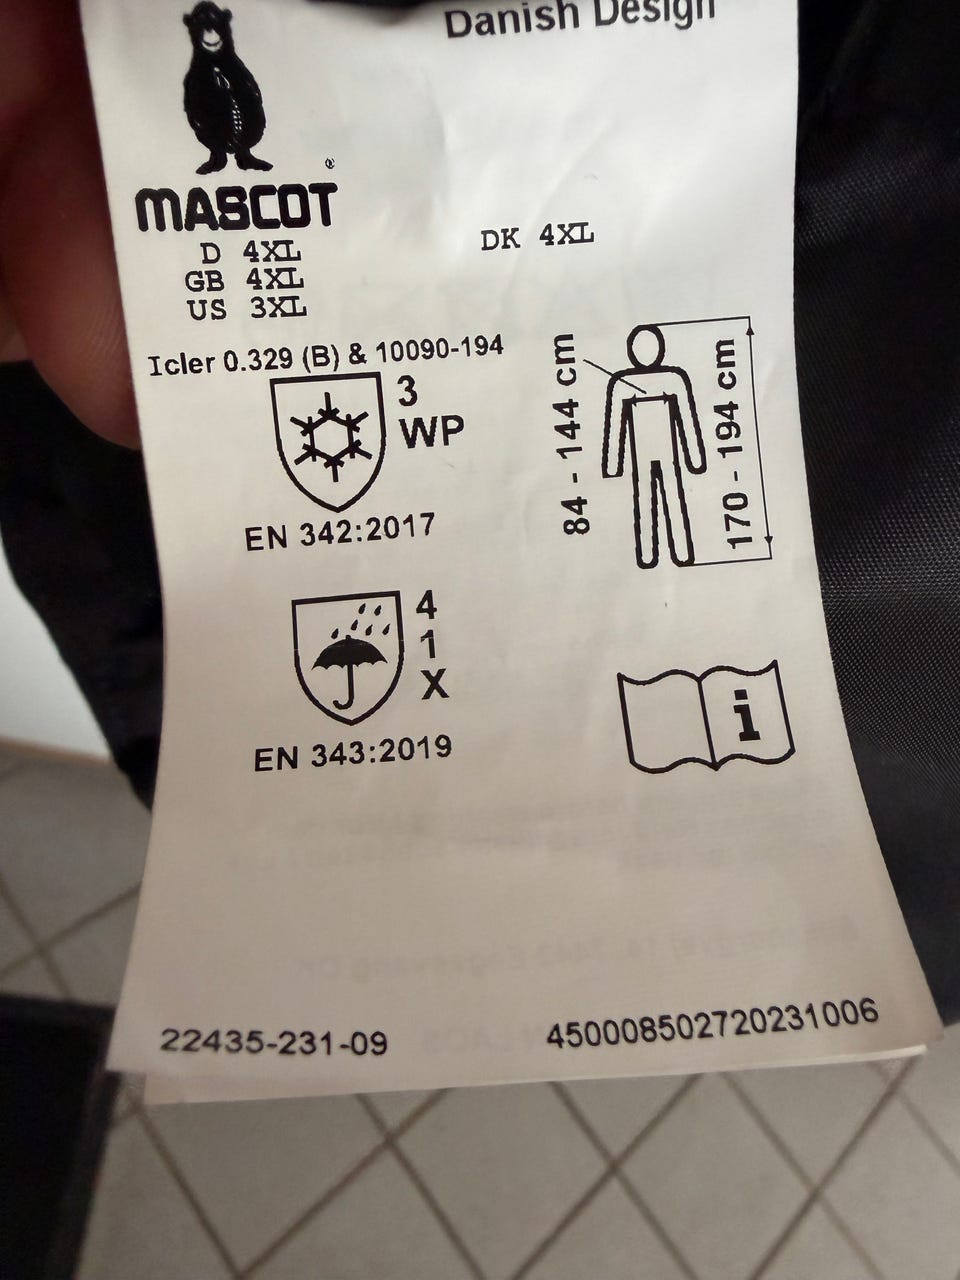 Danish Design
®
MASCOT
D 4XL
GB 4XL
US 3XL
DK 4XL
Icler 0.329 (B) & 10090-194
3
WP
EN 342:2017
84 - 144 cm
170 - 194 cm
4
1
X
EN 343:2019
i
22435-231-09
450008502720231006